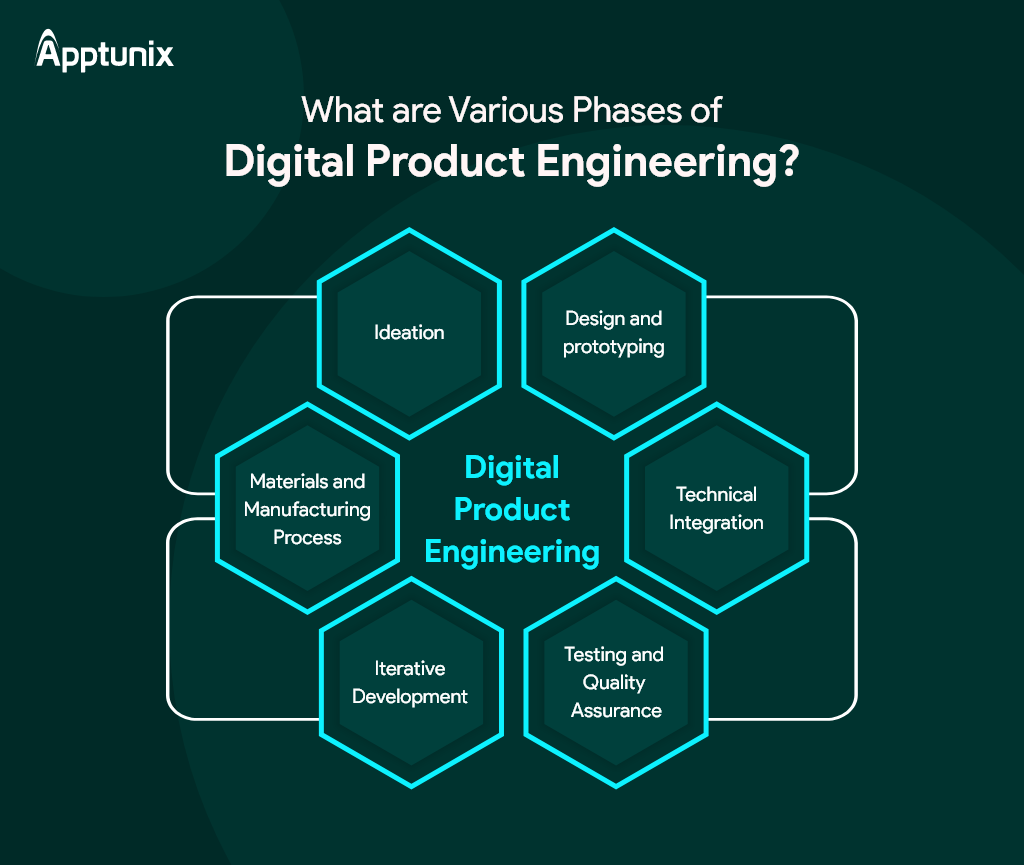 Apptunix
What are Various Phases of
Digital Product Engineering?
Ideation
Design and
prototyping
Materials and
Manufacturing
Process
Digital
Product
Engineering
Technical
Integration
Iterative
Development
Testing and
Quality
Assurance